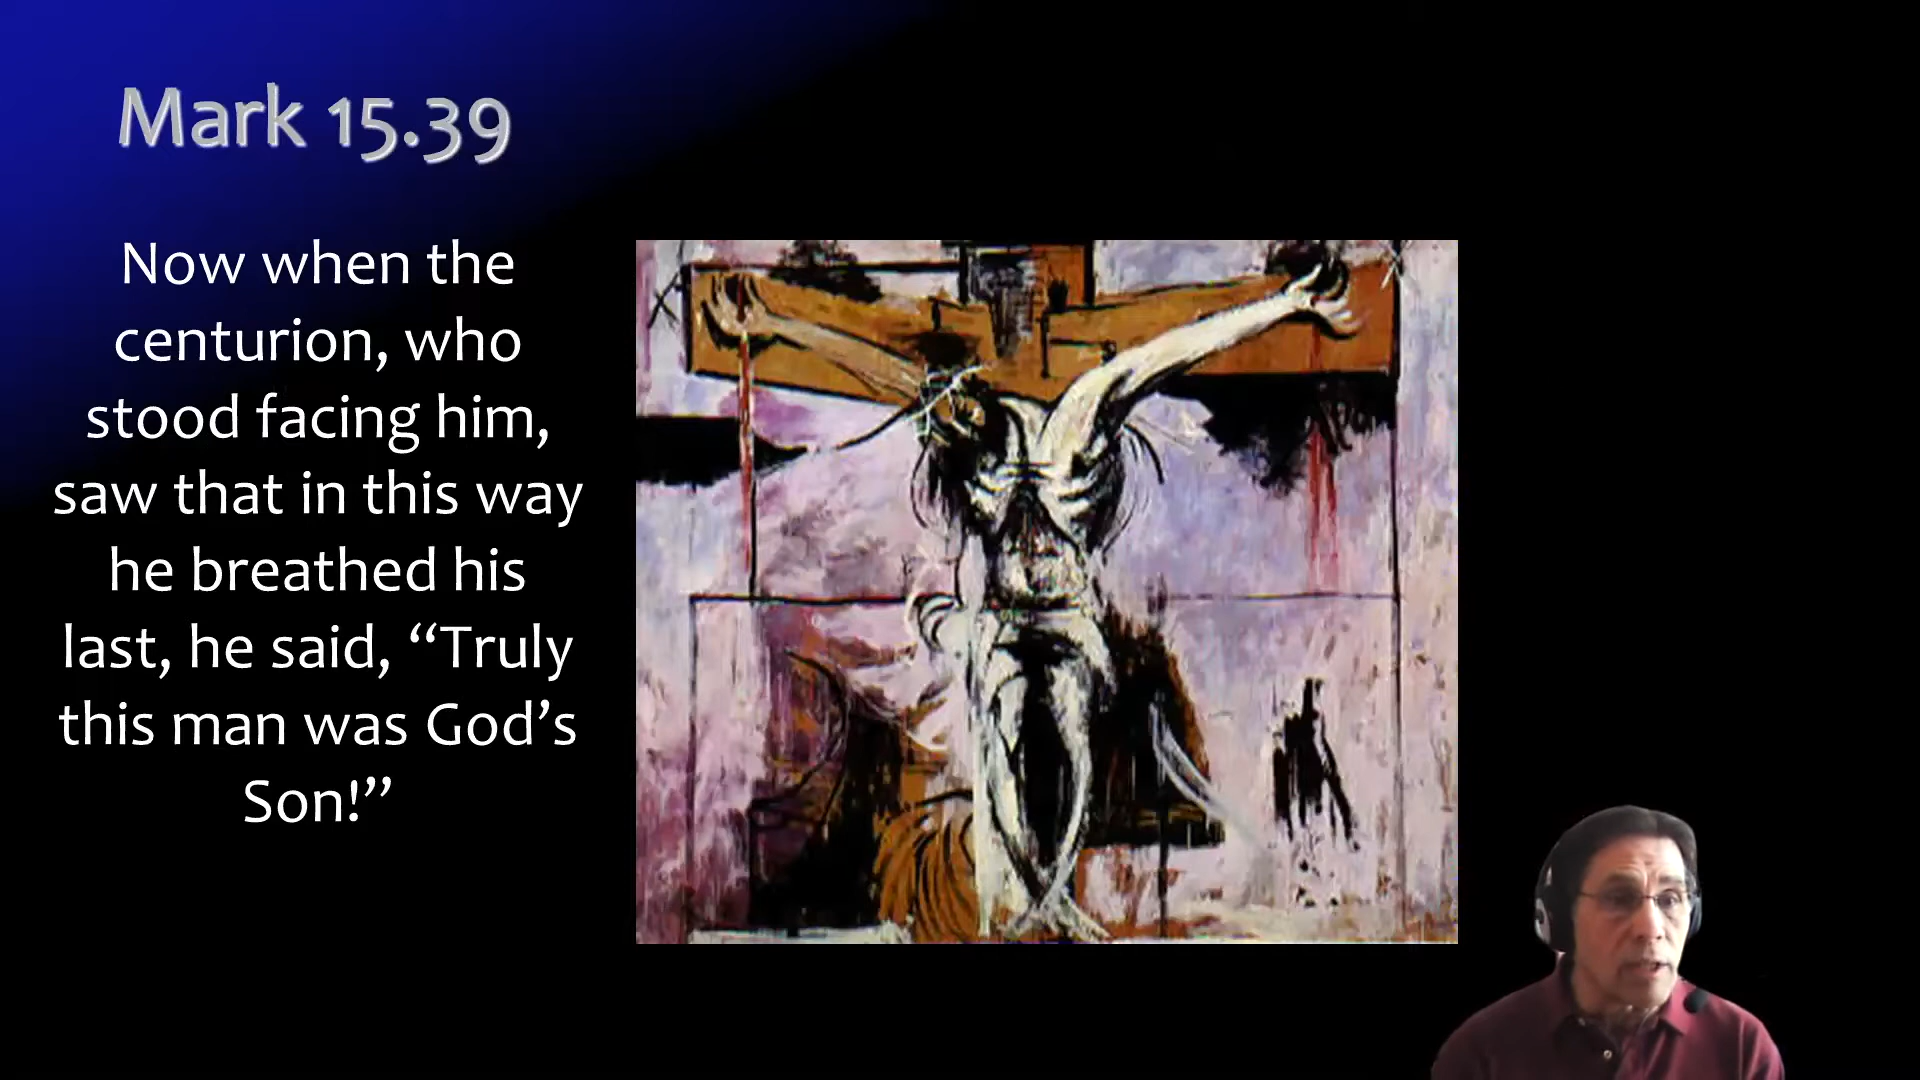 Mark 15.39
Now when the
centurion, who
stood facing him,
saw that in this way
he breathed his
last, he said, “Truly
this man was God’s
Son!”